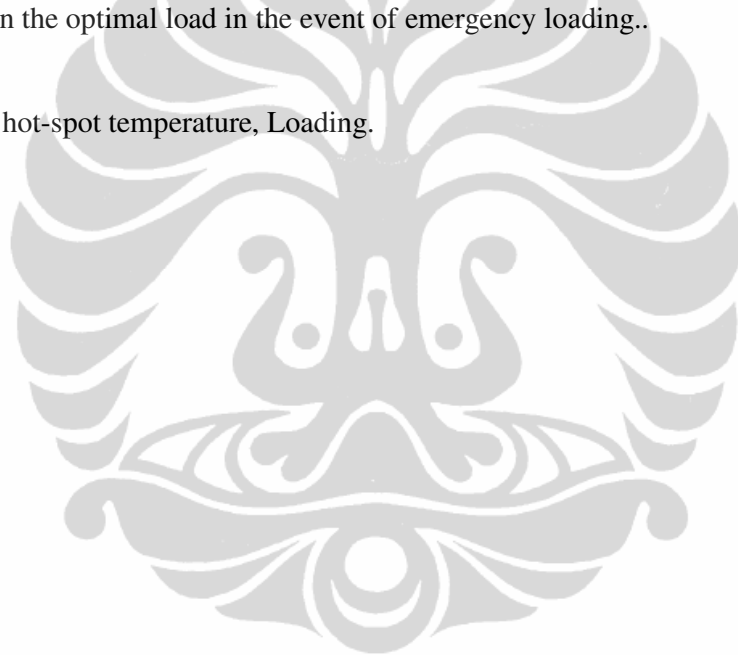 n the optimal load in the event of emergency loading..
hot-spot temperature, Loading.